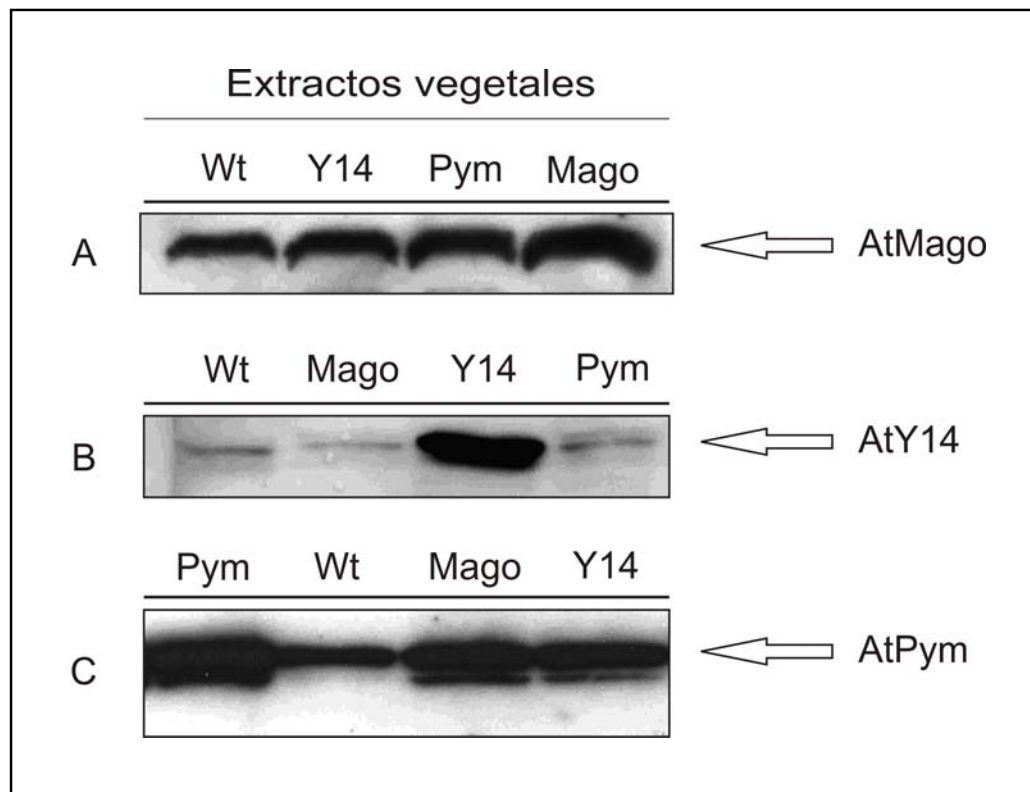 Extractos vegetales
Wt Y14 Pym Mago
A AtMago
Wt Mago Y14 Pym
B AtY14
Pym Wt Mago Y14
C AtPym